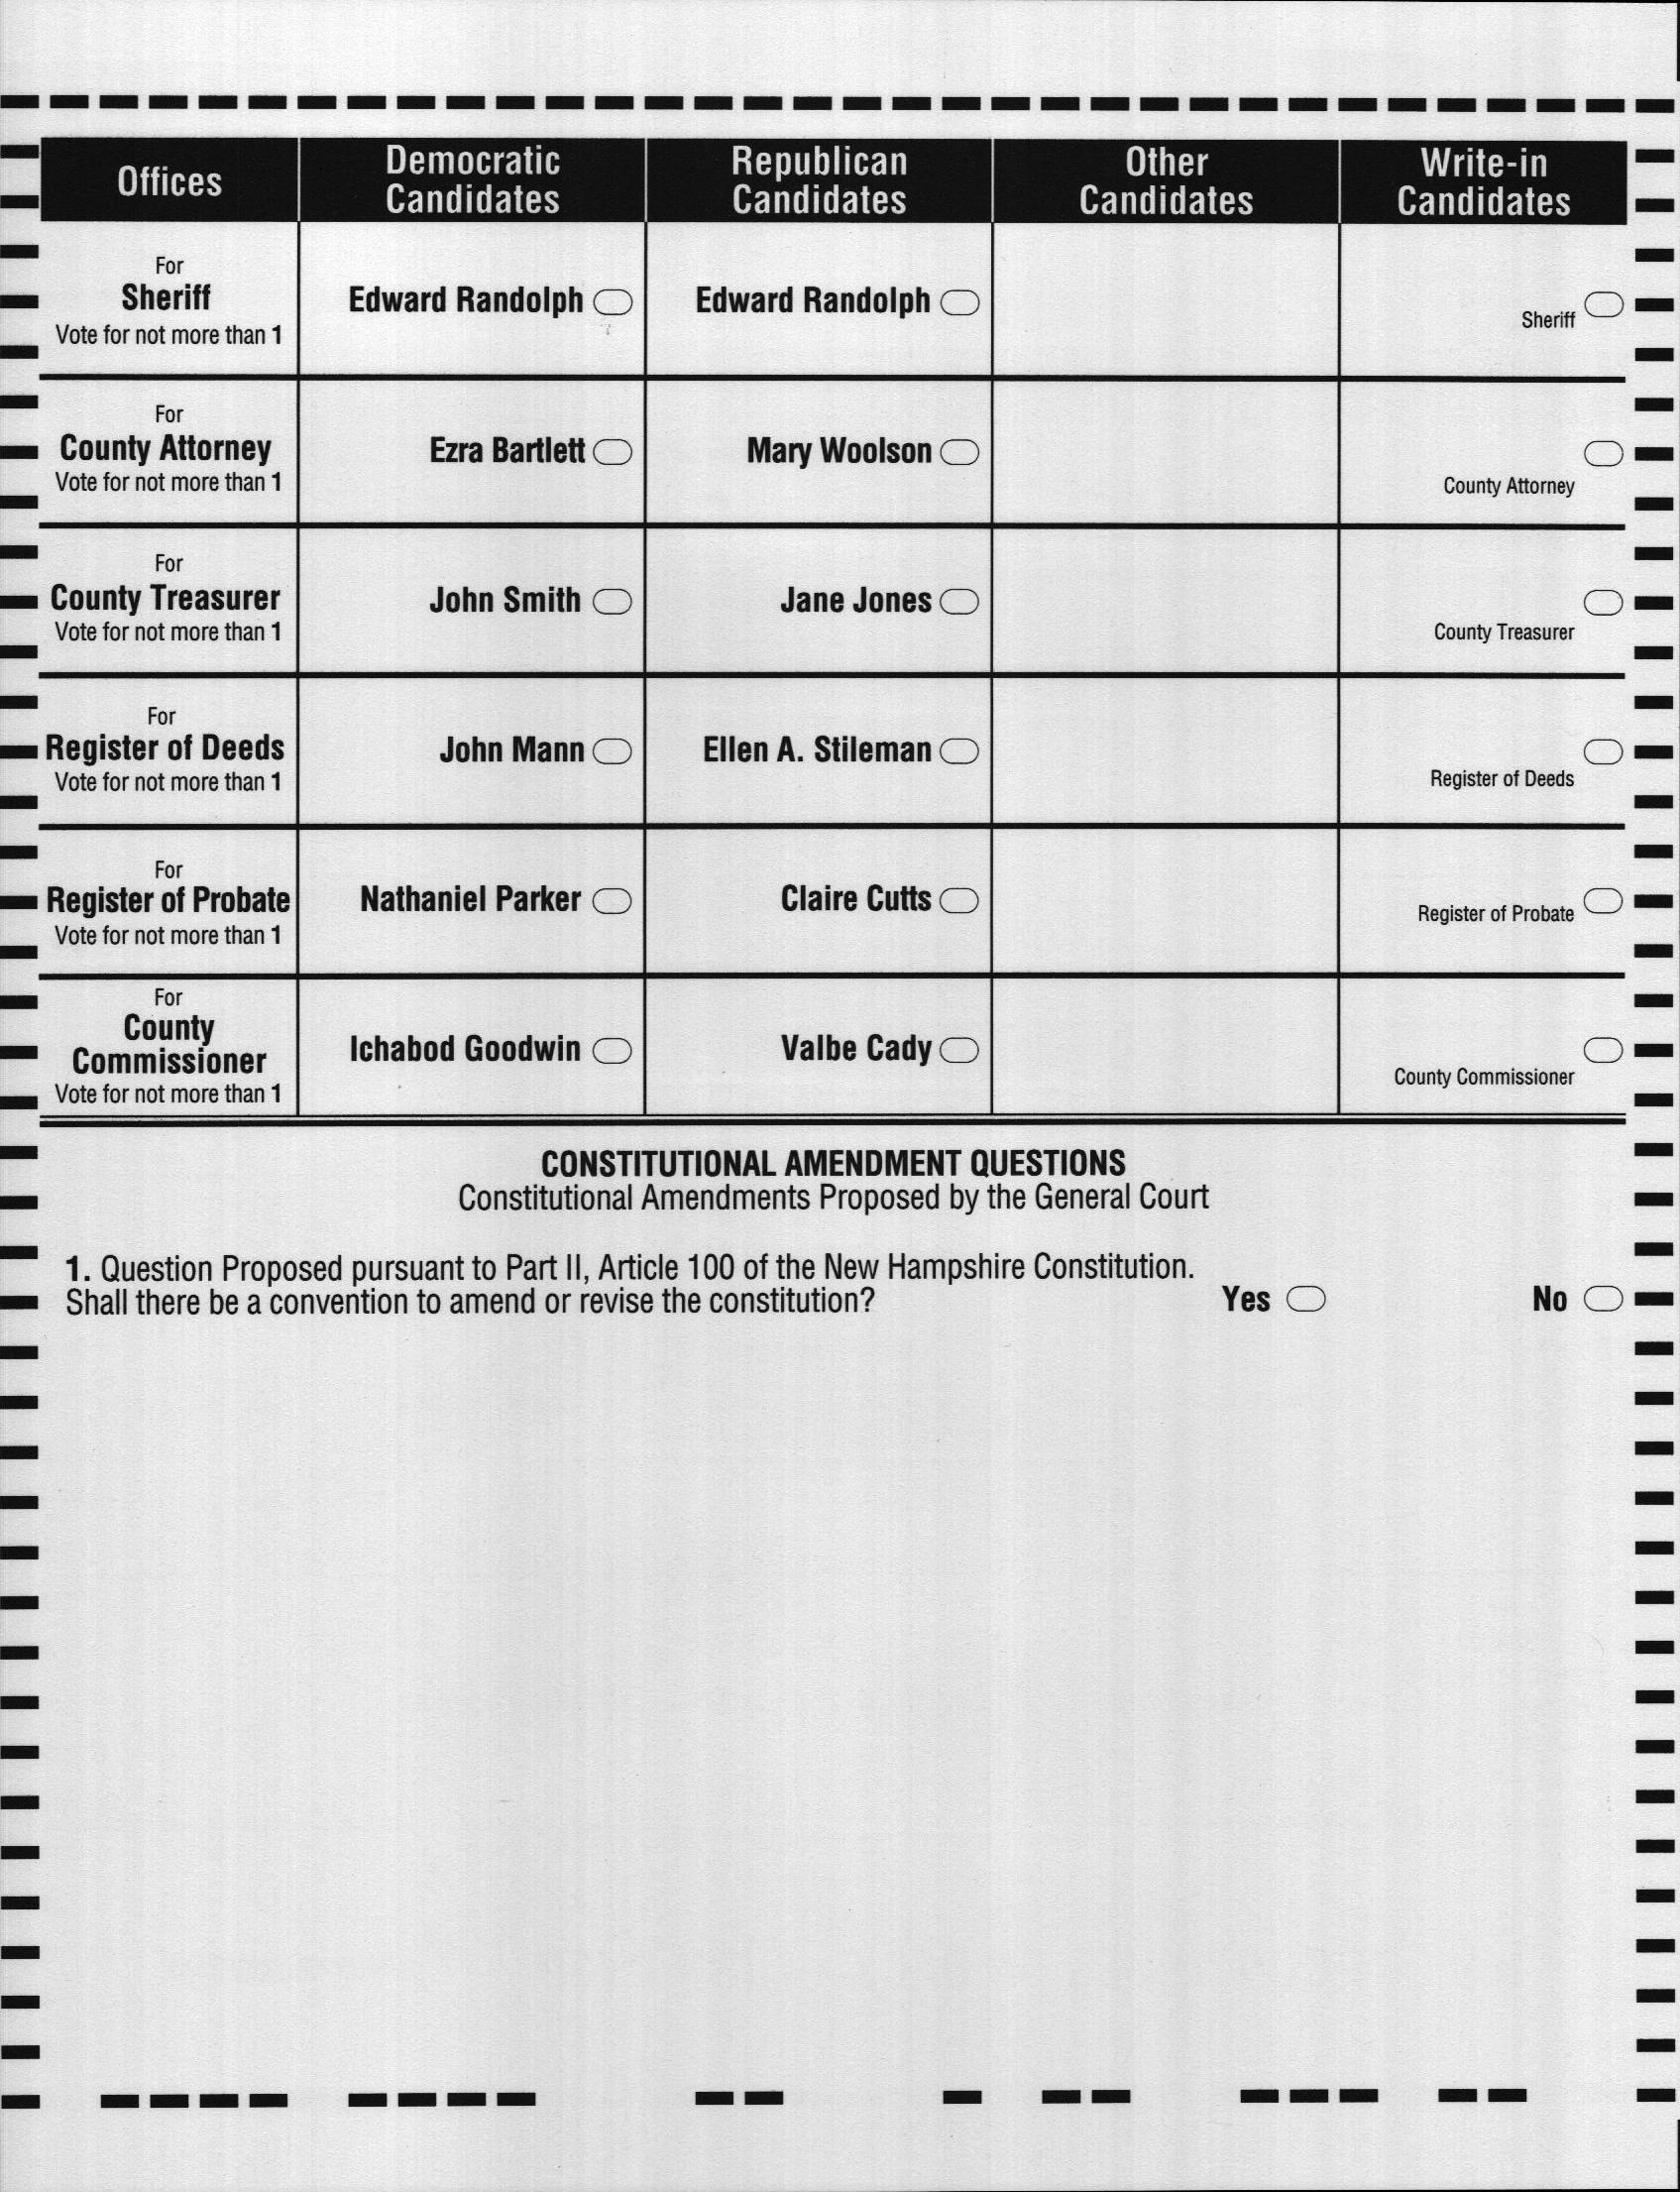 Offices
Democratic
Candidates
Republican
Candidates
Other
Candidates
Write-in
Candidates
For
Sheriff
Vote for not more than 1
Edward Randolph
Edward Randolph
Sheriff
For
County Attorney
Vote for not more than 1
Ezra Bartlett
Mary Woolson
County Attorney
For
County Treasurer
Vote for not more than 1
John Smith
Jane Jones
County Treasurer
For
Register of Deeds
Vote for not more than 1
John Mann
Ellen A. Stileman
Register of Deeds
For
Register of Probate
Vote for not more than 1
Nathaniel Parker
Claire Cutts
Register of Probate
For
County
Commissioner
Vote for not more than 1
Ichabod Goodwin
Valbe Cady
County Commissioner
CONSTITUTIONAL AMENDMENT QUESTIONS
Constitutional Amendments Proposed by the General Court
1. Question Proposed pursuant to Part II, Article 100 of the New Hampshire Constitution.
Shall there be a convention to amend or revise the constitution?
Yes
No